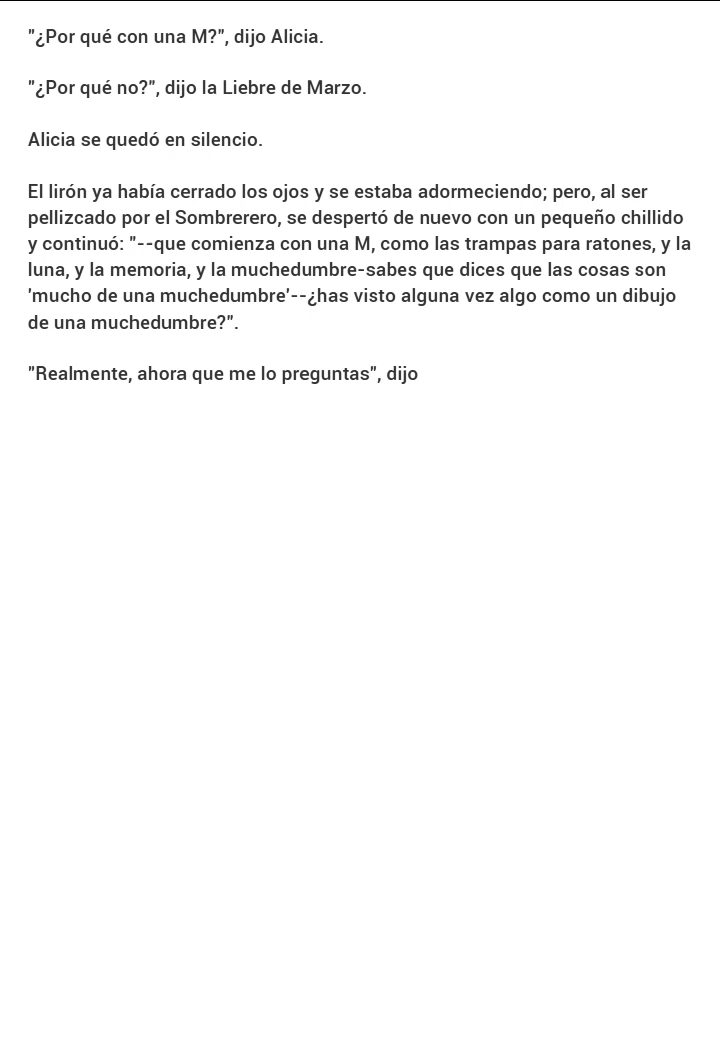 "¿Por qué con una M?", dijo Alicia.
"¿Por qué no?", dijo la Liebre de Marzo.
Alicia se quedó en silencio.
El lirón ya había cerrado los ojos y se estaba adormeciendo; pero, al ser
pellizcado por el Sombrerero, se despertó de nuevo con un pequeño chillido
y continuó: "--que comienza con una M, como las trampas para ratones, y la
luna, y la memoria, y la muchedumbre-sabes que dices que las cosas son
'mucho de una muchedumbre'--¿has visto alguna vez algo como un dibujo
de una muchedumbre?".
"Realmente, ahora que me lo preguntas", dijo